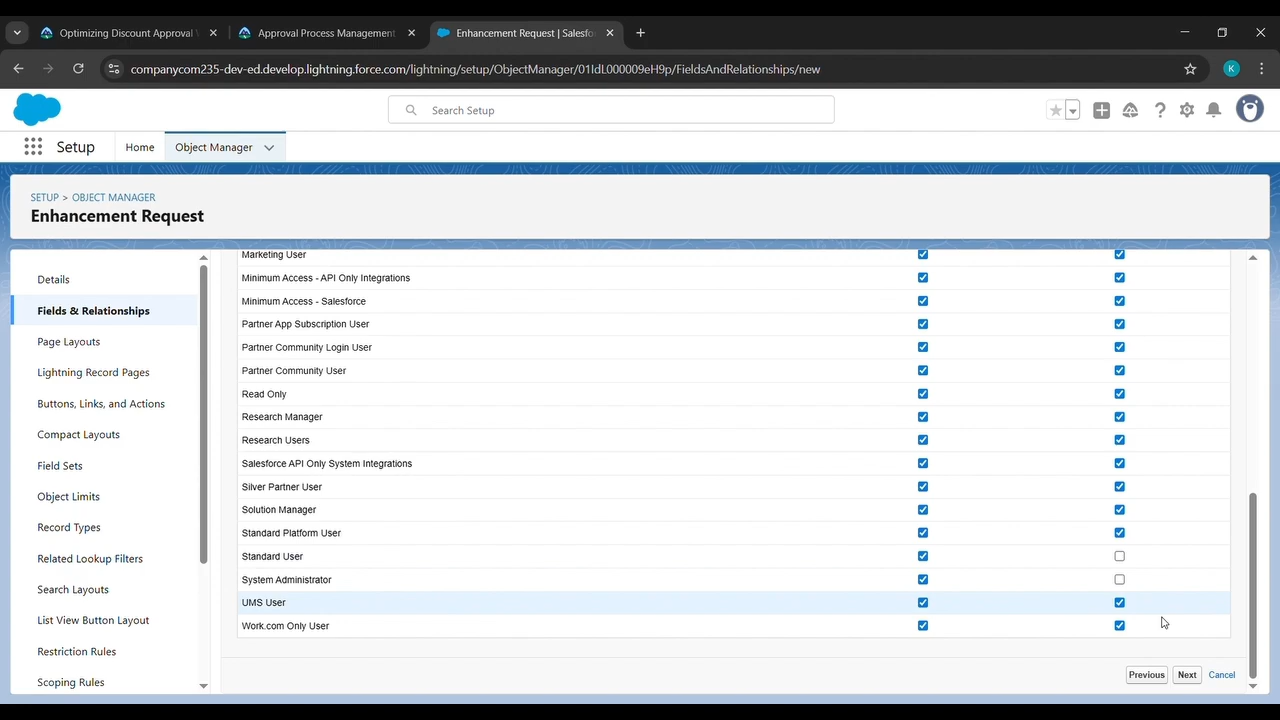 Optimizing Discount Approval
Approval Process Management
Enhancement Request | Salesfo
companycom235-dev-ed.develop.lightning.force.com/lightning/setup/ObjectManager/01IdL000009eH9p/FieldsAndRelationships/new
K
Search Setup
Setup
Home
Object Manager
SETUP > OBJECT MANAGER
Enhancement Request
Details
Fields & Relationships
Page Layouts
Lightning Record Pages
Buttons, Links, and Actions
Compact Layouts
Field Sets
Object Limits
Record Types
Related Lookup Filters
Search Layouts
List View Button Layout
Restriction Rules
Scoping Rules
Marketing User
Minimum Access - API Only Integrations
Minimum Access - Salesforce
Partner App Subscription User
Partner Community Login User
Partner Community User
Read Only
Research Manager
Research Users
Salesforce API Only System Integrations
Silver Partner User
Solution Manager
Standard Platform User
Standard User
System Administrator
UMS User
Work.com Only User
Previous Next Cancel